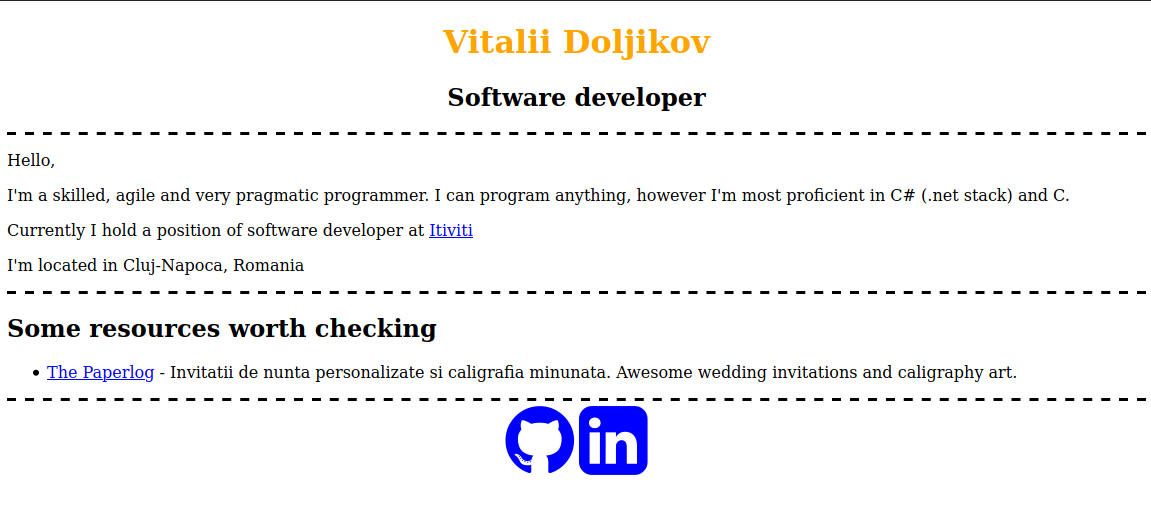 Vitalii Doljikov
Software developer
Hello,
I'm a skilled, agile and very pragmatic programmer. I can program anything, however I'm most proficient in C# (.net stack) and C.
Currently I hold a position of software developer at Itiviti
I'm located in Cluj-Napoca, Romania
Some resources worth checking
• The Paperlog - Invitatii de nunta personalizate si caligrafia minunata. Awesome wedding invitations and caligraphy art.
in